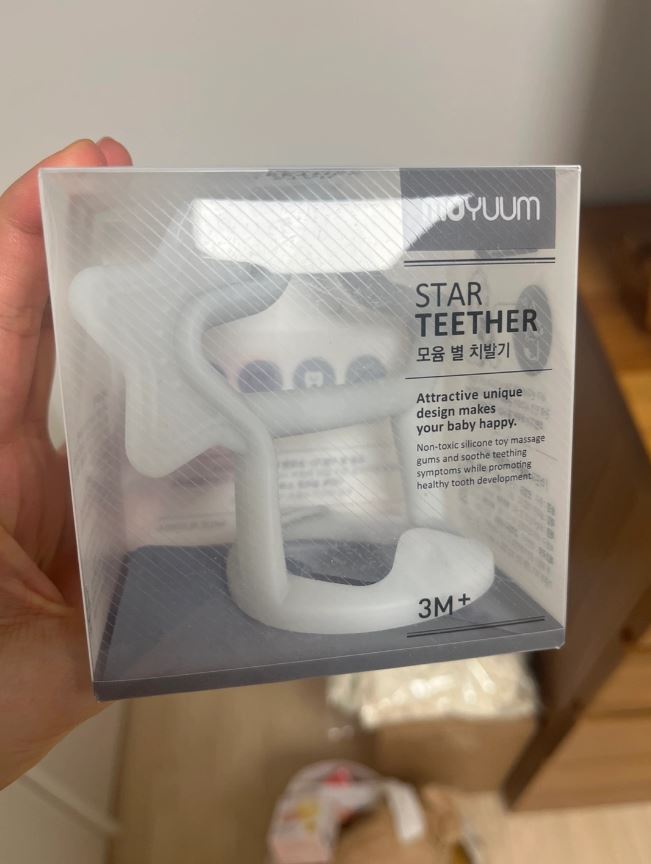 moyuum
STAR
TEETHER
모윰 별 치발기
Attractive unique
design makes
your baby happy.
Non-toxic silicone toy massage
gums and soothe teething
symptoms while promoting
healthy tooth development.
3M+